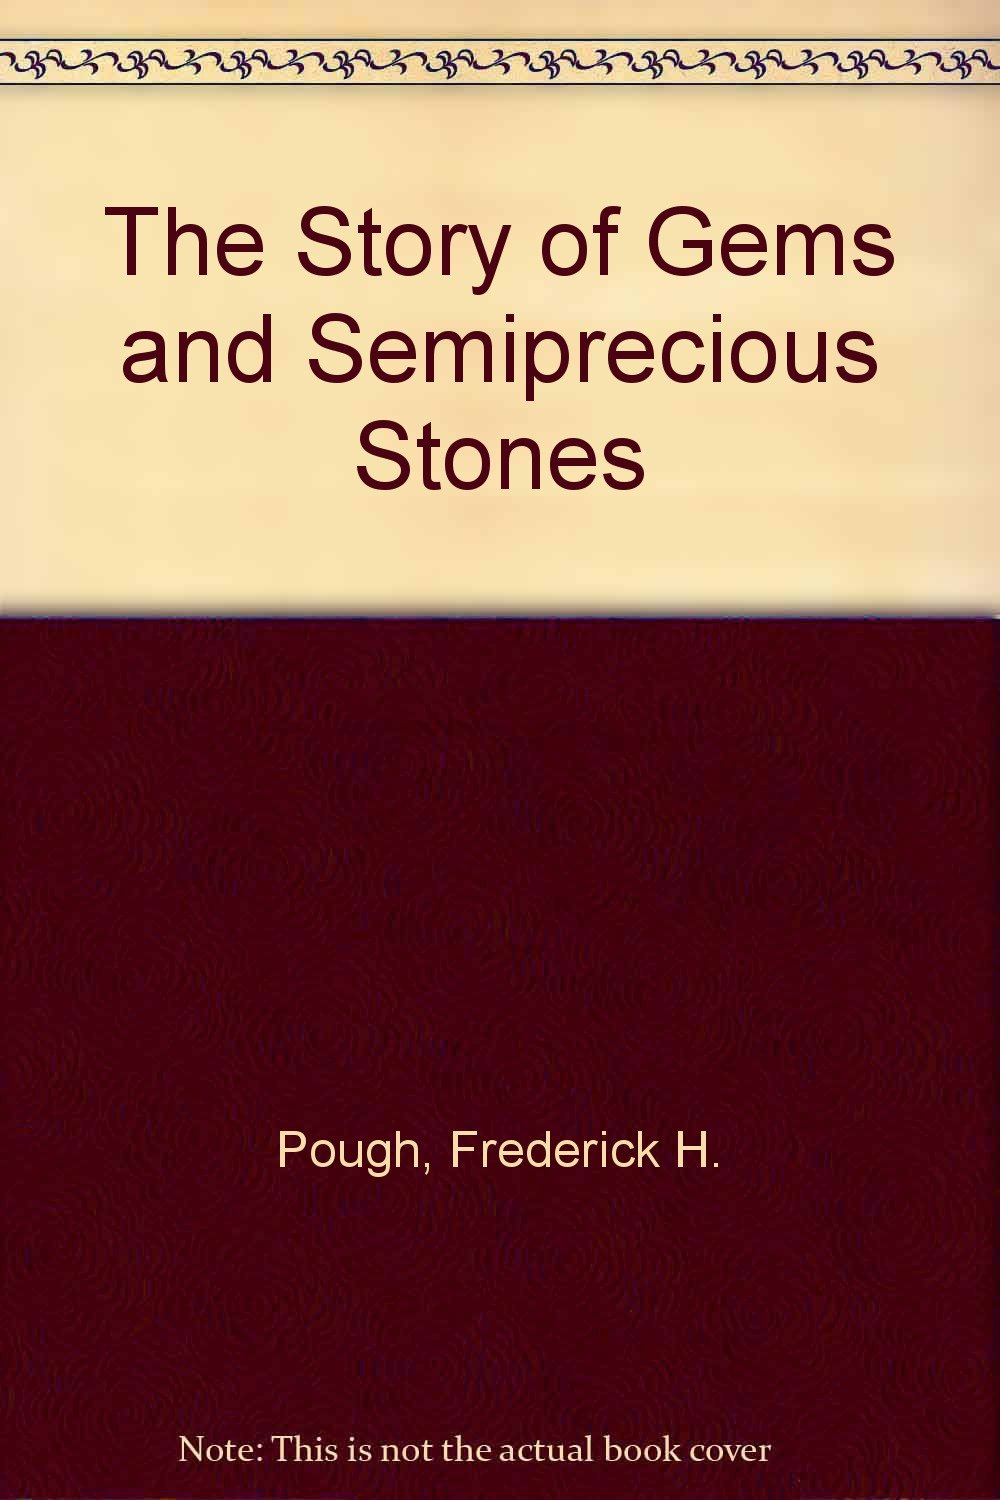 The Story of Gems
and Semiprecious
Stones
Pough, Frederick H.
Note: This is not the actual book cover